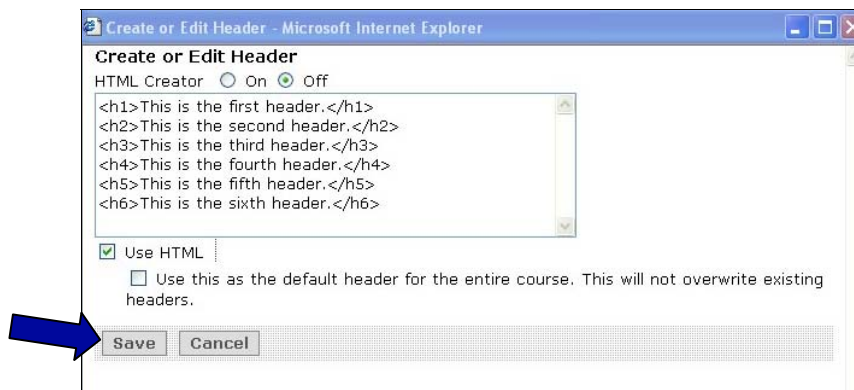 Create or Edit Header - Microsoft Internet Explorer
Create or Edit Header
HTML Creator On Off
<h1>This is the first header.</h1>
<h2>This is the second header.</h2>
<h3>This is the third header.</h3>
<h4>This is the fourth header.</h4>
<h5>This is the fifth header.</h5>
<h6>This is the sixth header.</h6>
Use HTML
Use this as the default header for the entire course. This will not overwrite existing
headers.
Save Cancel